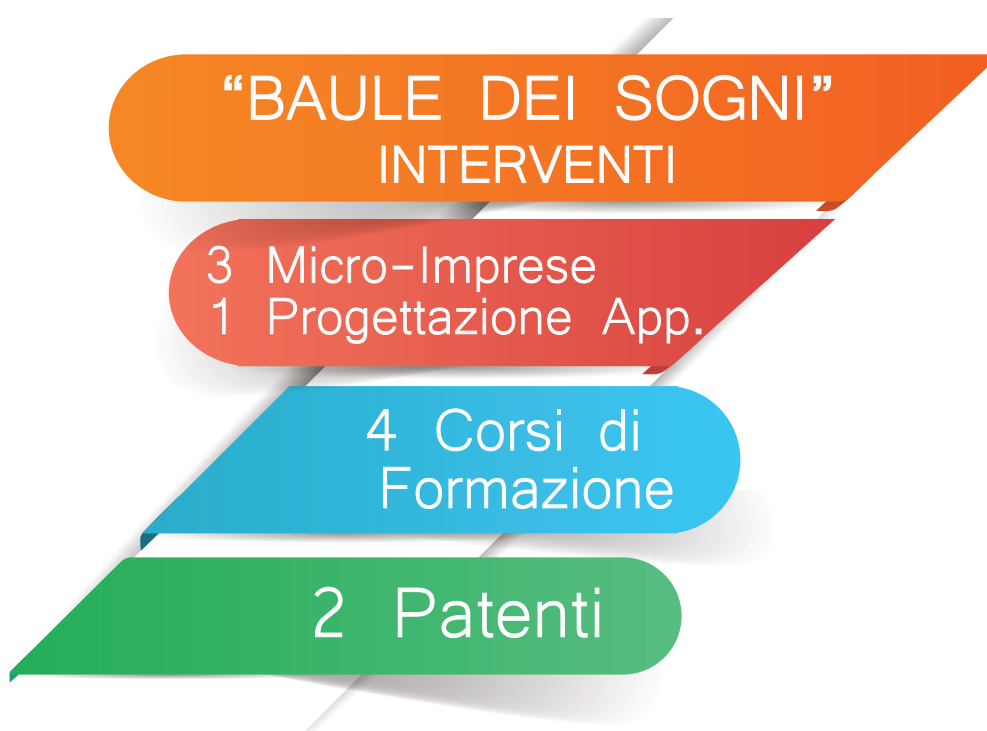 “BAULE DEI SOGNI”
INTERVENTI
3 Micro-Imprese
1 Progettazione App.
4 Corsi di
Formazione
2 Patenti